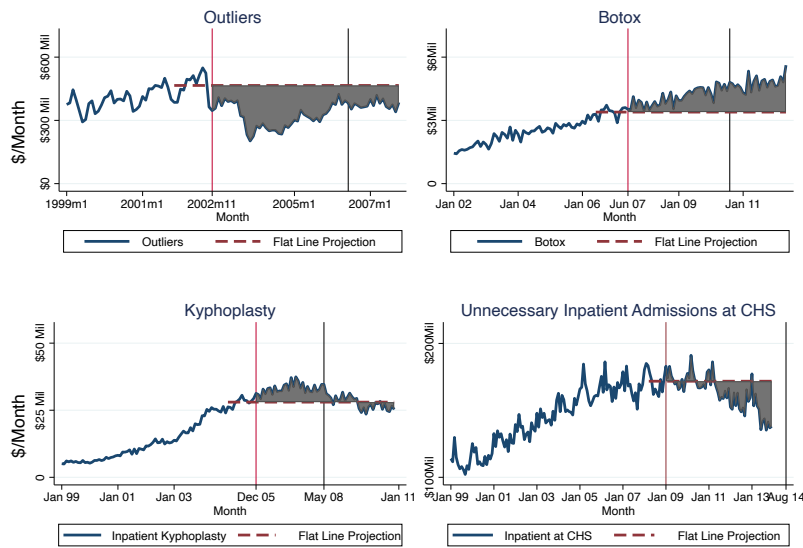 Outliers
$/Month
$600 Mil
$300 Mil
$0
1999m1 2001m1 2002m11 2005m1 2007m1
Month
Outliers Flat Line Projection
Botox
$6Mil
$3Mil
0
Jan 02 Jan 04 Jan 06 Jun 07 Jan 09 Jan 11
Month
Botox Flat Line Projection
Kyphoplasty
$/Month
$50 Mil
$25 Mil
0
Jan 99 Jan 01 Jan 03 Dec 05 May 08 Jan 11
Month
Inpatient Kyphoplasty Flat Line Projection
Unnecessary Inpatient Admissions at CHS
$200Mil
$100Mil
Jan 99 Jan 01 Jan 03 Jan 05 Jan 07 Jan 09 Jan 11 Jan 13 Aug 14
Month
Inpatient at CHS Flat Line Projection